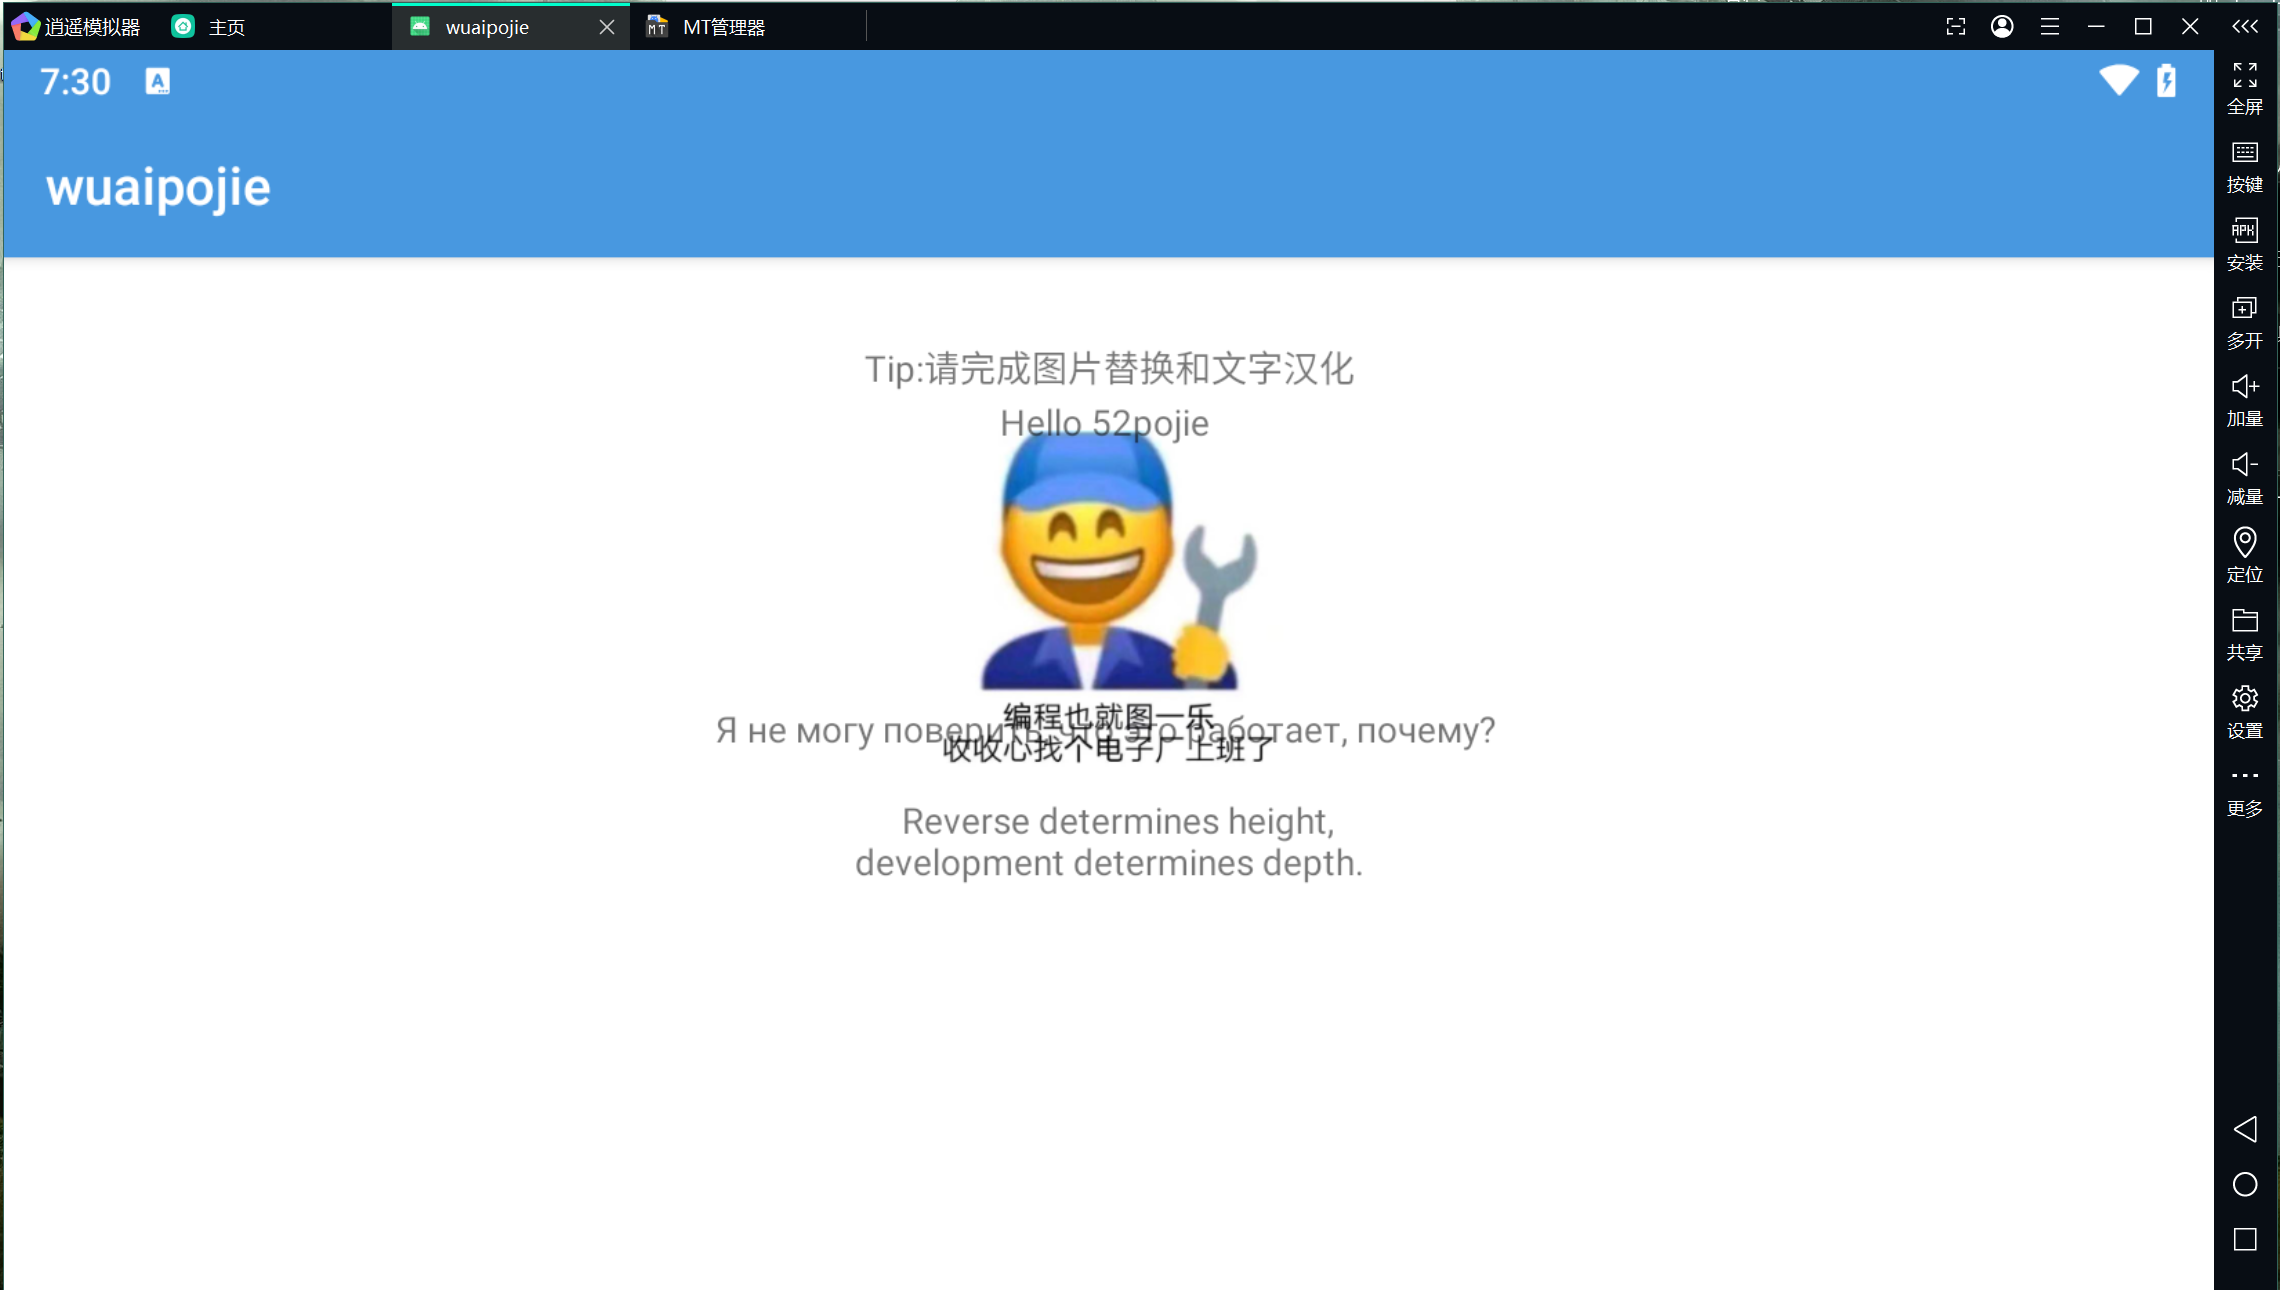 逍遥模拟器 主页 wuaipojie MT管理器
7:30 A
wuaipojie
Tip:请完成图片替换和文字汉化
Hello 52pojie
编程也就图一乐
Я не могу поверить, что это работает, почему?
收收心找个电子厂上班了
Reverse determines height,
development determines depth.
全屏
按键
APK
安装
多开
加量
减量
定位
共享
设置
更多